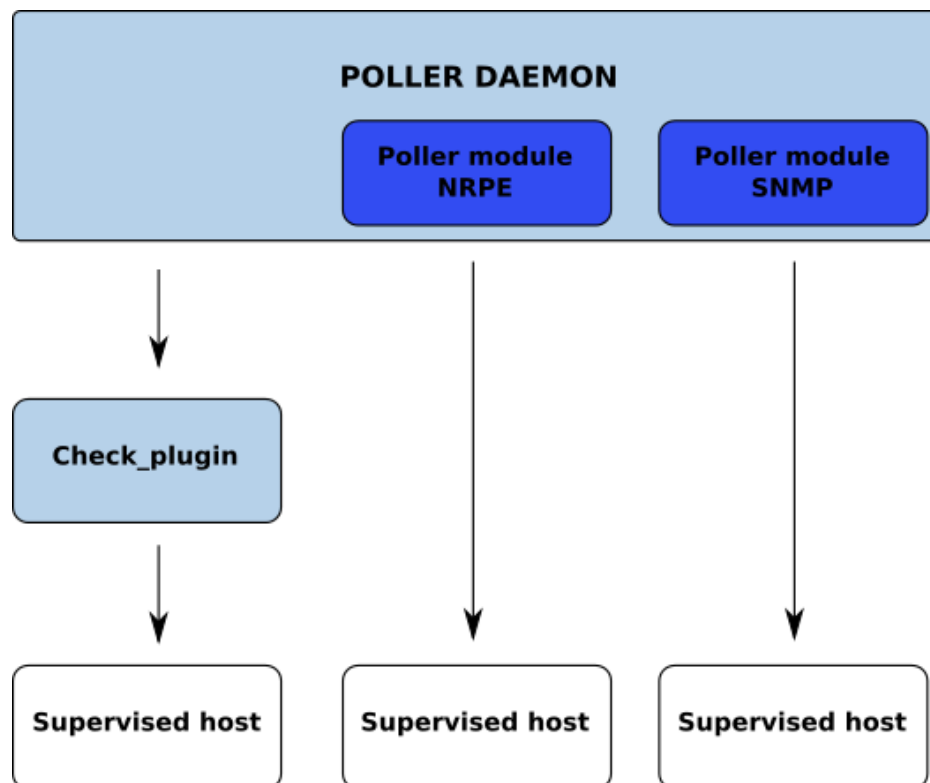 POLLER DAEMON
Poller module
NRPE
Poller module
SNMP
Check_plugin
Supervised host
Supervised host
Supervised host